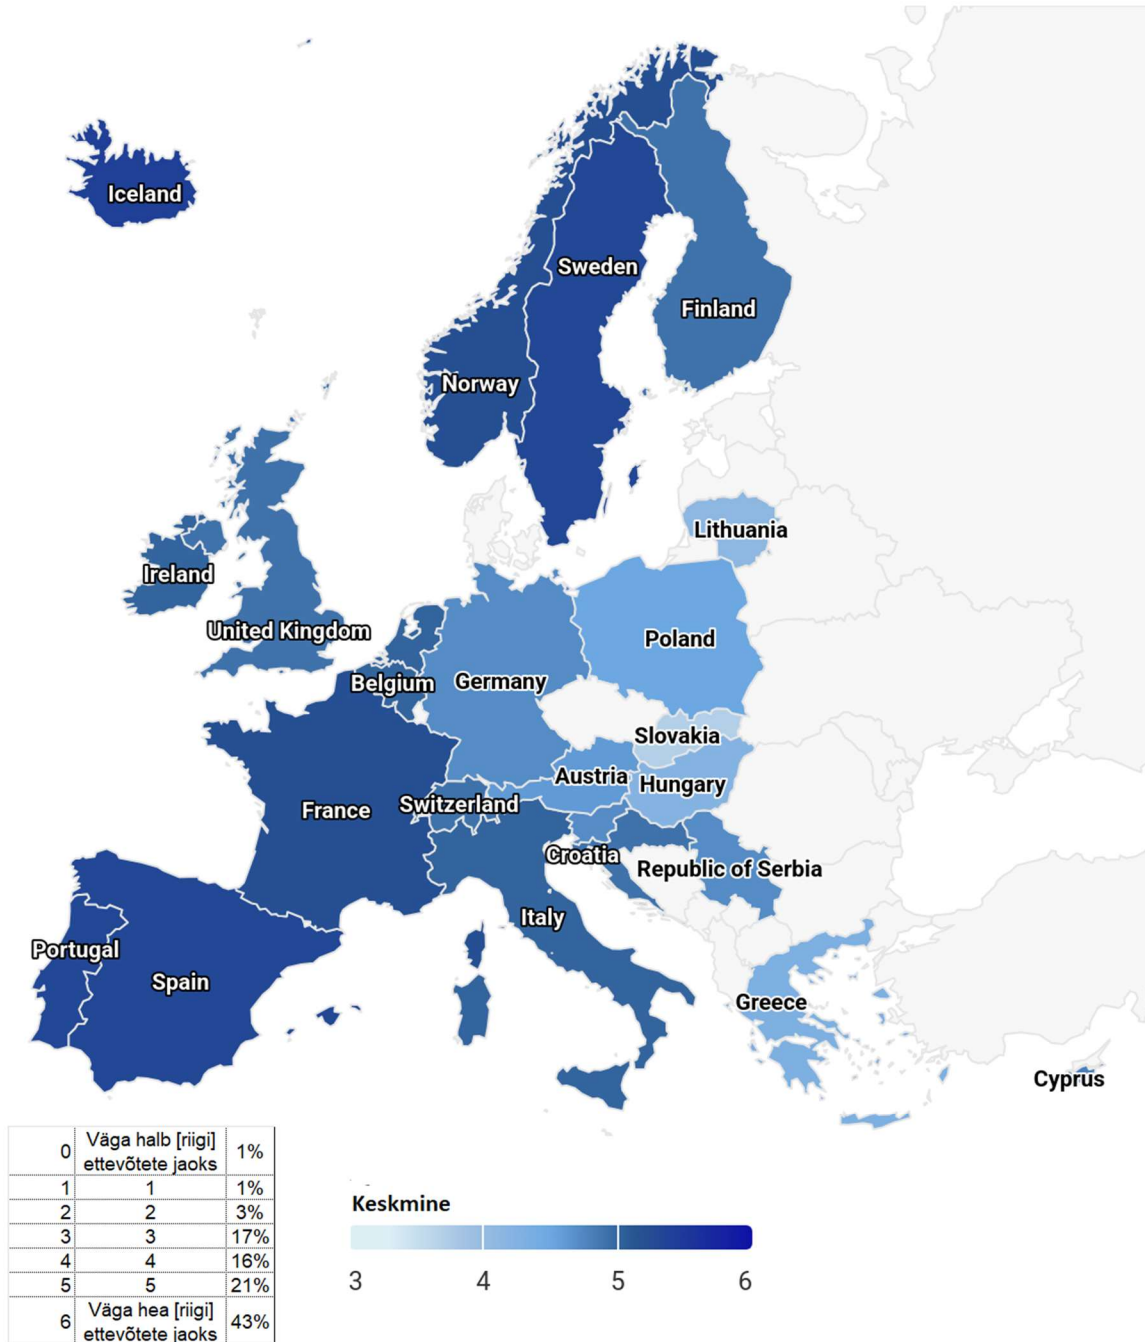 Iceland
Sweden
Finland
Norway
Lithuania
Ireland
United Kingdom
Poland
Belgium
Germany
Slovakia
Austria
Hungary
Switzerland
France
Croatia
Republic of Serbia
Italy
Portugal
Spain
Greece
Cyprus
0 Väga halb [riigi] ettevõtete jaoks 1%
1 1 1%
2 2 3%
3 3 17%
4 4 16%
5 5 21%
6 Väga hea [riigi] ettevõtete jaoks 43%
Keskmine
3 4 5 6